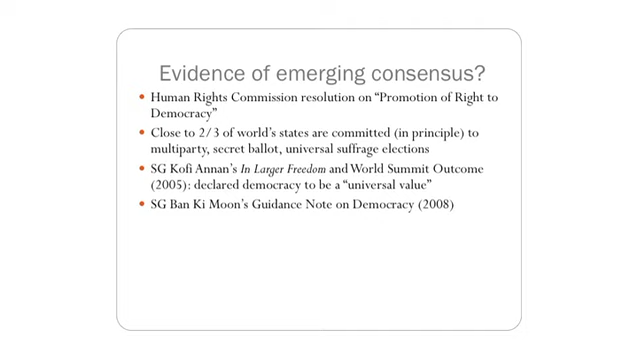 Evidence of emerging consensus?
• Human Rights Commission resolution on “Promotion of Right to
Democracy”
• Close to 2/3 of world’s states are committed (in principle) to
multiparty, secret ballot, universal suffrage elections
• SG Kofi Annan’s In Larger Freedom and World Summit Outcome
(2005): declared democracy to be a “universal value”
• SG Ban Ki Moon’s Guidance Note on Democracy (2008)